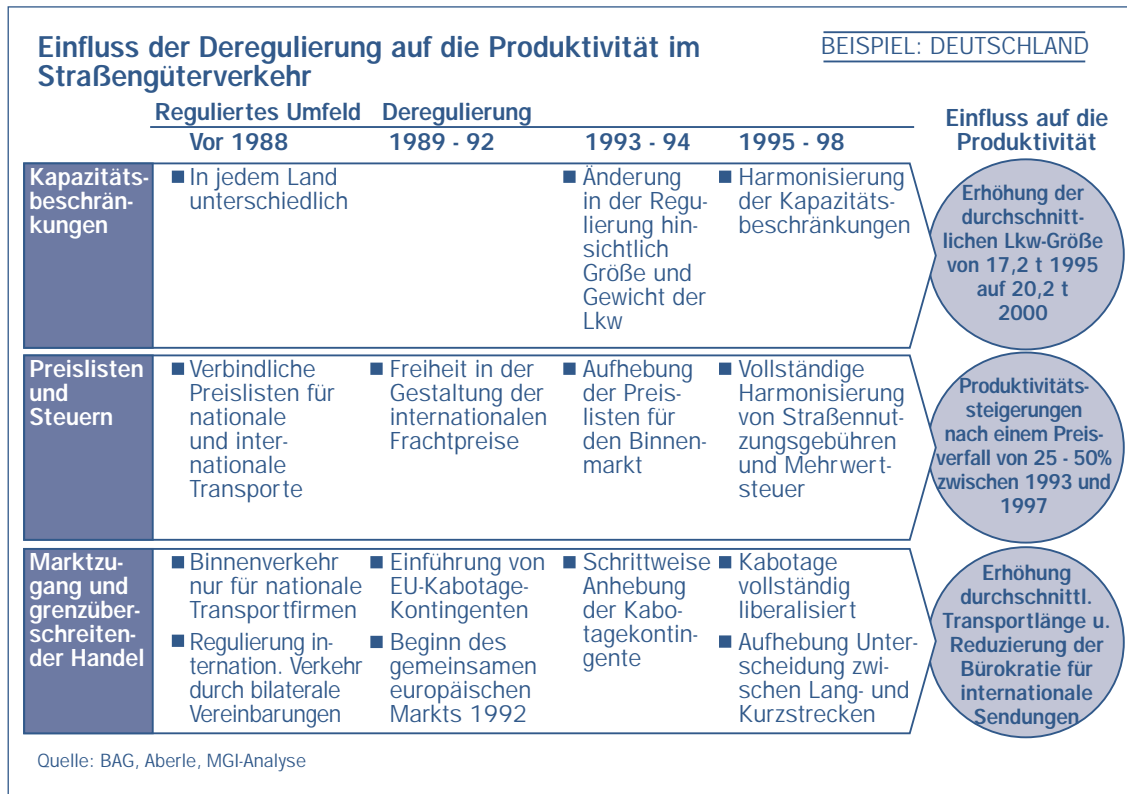 Einfluss der Deregulierung auf die Produktivität im
Straßengüterverkehr
BEISPIEL: DEUTSCHLAND
Reguliertes Umfeld
Deregulierung
Vor 1988
1989 - 92
1993 - 94
1995 - 98
Einfluss auf die
Produktivität
Kapazitäts-
beschrän-
kungen
■ In jedem Land
unterschiedlich
■ Änderung
in der Regu-
lierung hin-
sichtlich
Größe und
Gewicht der
Lkw
■ Harmonisierung
der Kapazitäts-
beschränkungen
Erhöhung der
durchschnitt-
lichen Lkw-Größe
von 17,2 t 1995
auf 20,2 t
2000
Preislisten
und
Steuern
■ Verbindliche
Preislisten für
nationale
und inter-
nationale
Transporte
■ Freiheit in der
Gestaltung der
internationalen
Frachtpreise
■ Aufhebung
der Preis-
listen für
den Binnen-
markt
■ Vollständige
Harmonisierung
von Straßennut-
zungsgebühren
und Mehrwert-
steuer
Produktivitäts-
steigerungen
nach einem Preis-
verfall von 25 - 50%
zwischen 1993 und
1997
Marktzu-
gang und
grenzüber-
schreiten-
der Handel
■ Binnenverkehr
nur für nationale
Transportfirmen
■ Regulierung in-
ternation. Verkehr
durch bilaterale
Vereinbarungen
■ Einführung von
EU-Kabotage-
Kontingenten
■ Beginn des
gemeinsamen
europäischen
Markts 1992
■ Schrittweise
Anhebung
der Kabo-
tagekontin-
gente
■ Kabotage
vollständig
liberalisiert
■ Aufhebung Unter-
scheidung zwi-
schen Lang- und
Kurzstrecken
Erhöhung
durchschnittl.
Transportlänge u.
Reduzierung der
Bürokratie für
internationale
Sendungen
Quelle: BAG, Aberle, MGI-Analyse